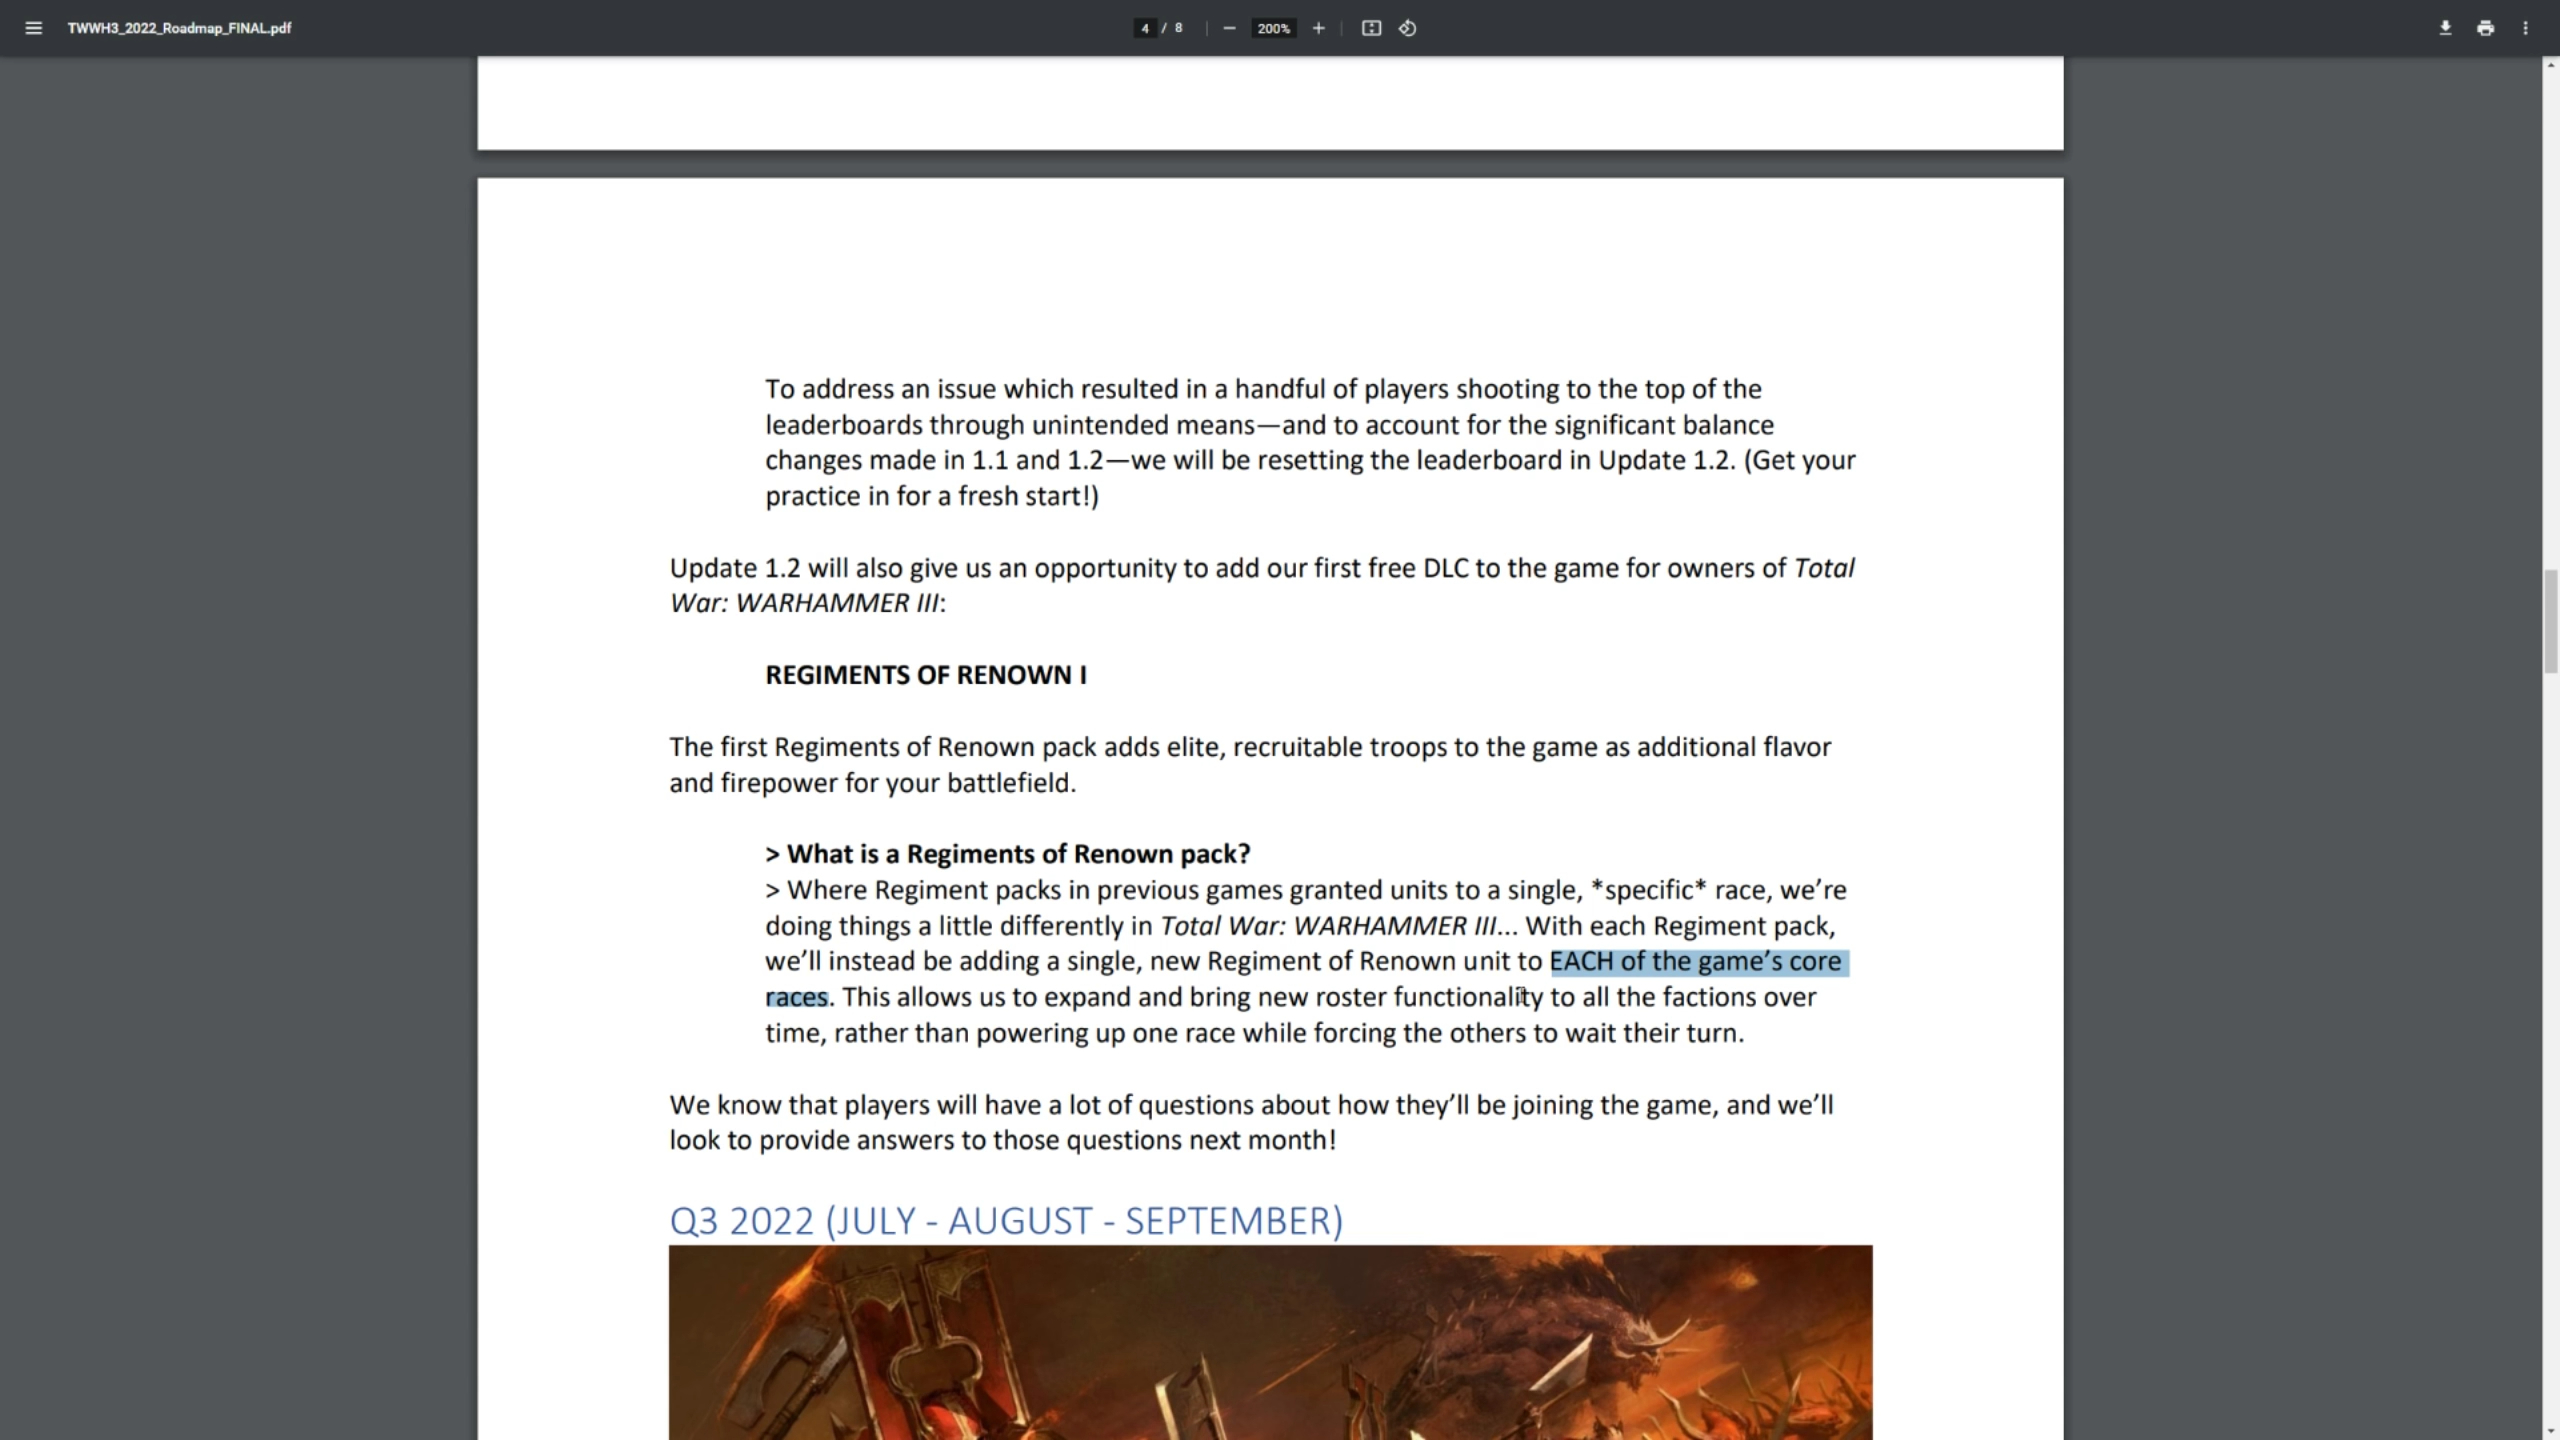 TWWH3_2022_Roadmap_FINAL.pdf
4 / 8
200%
To address an issue which resulted in a handful of players shooting to the top of the
leaderboards through unintended means—and to account for the significant balance
changes made in 1.1 and 1.2—we will be resetting the leaderboard in Update 1.2. (Get your
practice in for a fresh start!)
Update 1.2 will also give us an opportunity to add our first free DLC to the game for owners of Total
War: WARHAMMER III:
REGIMENTS OF RENOWN I
The first Regiments of Renown pack adds elite, recruitable troops to the game as additional flavor
and firepower for your battlefield.
> What is a Regiments of Renown pack?
> Where Regiment packs in previous games granted units to a single, *specific* race, we’re
doing things a little differently in Total War: WARHAMMER III... With each Regiment pack,
we’ll instead be adding a single, new Regiment of Renown unit to EACH of the game’s core
races. This allows us to expand and bring new roster functionality to all the factions over
time, rather than powering up one race while forcing the others to wait their turn.
We know that players will have a lot of questions about how they’ll be joining the game, and we’ll
look to provide answers to those questions next month!
Q3 2022 (JULY - AUGUST - SEPTEMBER)